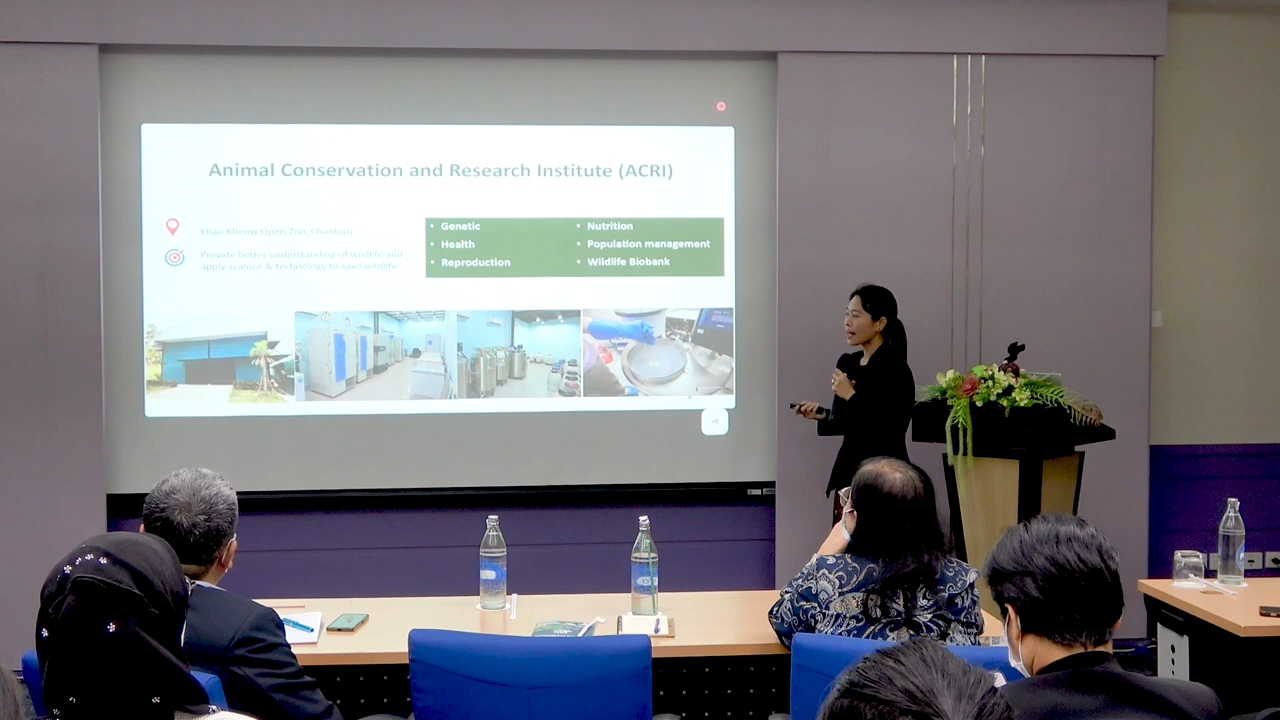 Animal Conservation and Research Institute (ACRI)
Khao Kheow Open Zoo, Chonburi
Provide better understanding of wildlife and
apply science & technology to save wildlife
• Genetic
• Health
• Reproduction
• Nutrition
• Population management
• Wildlife Biobank